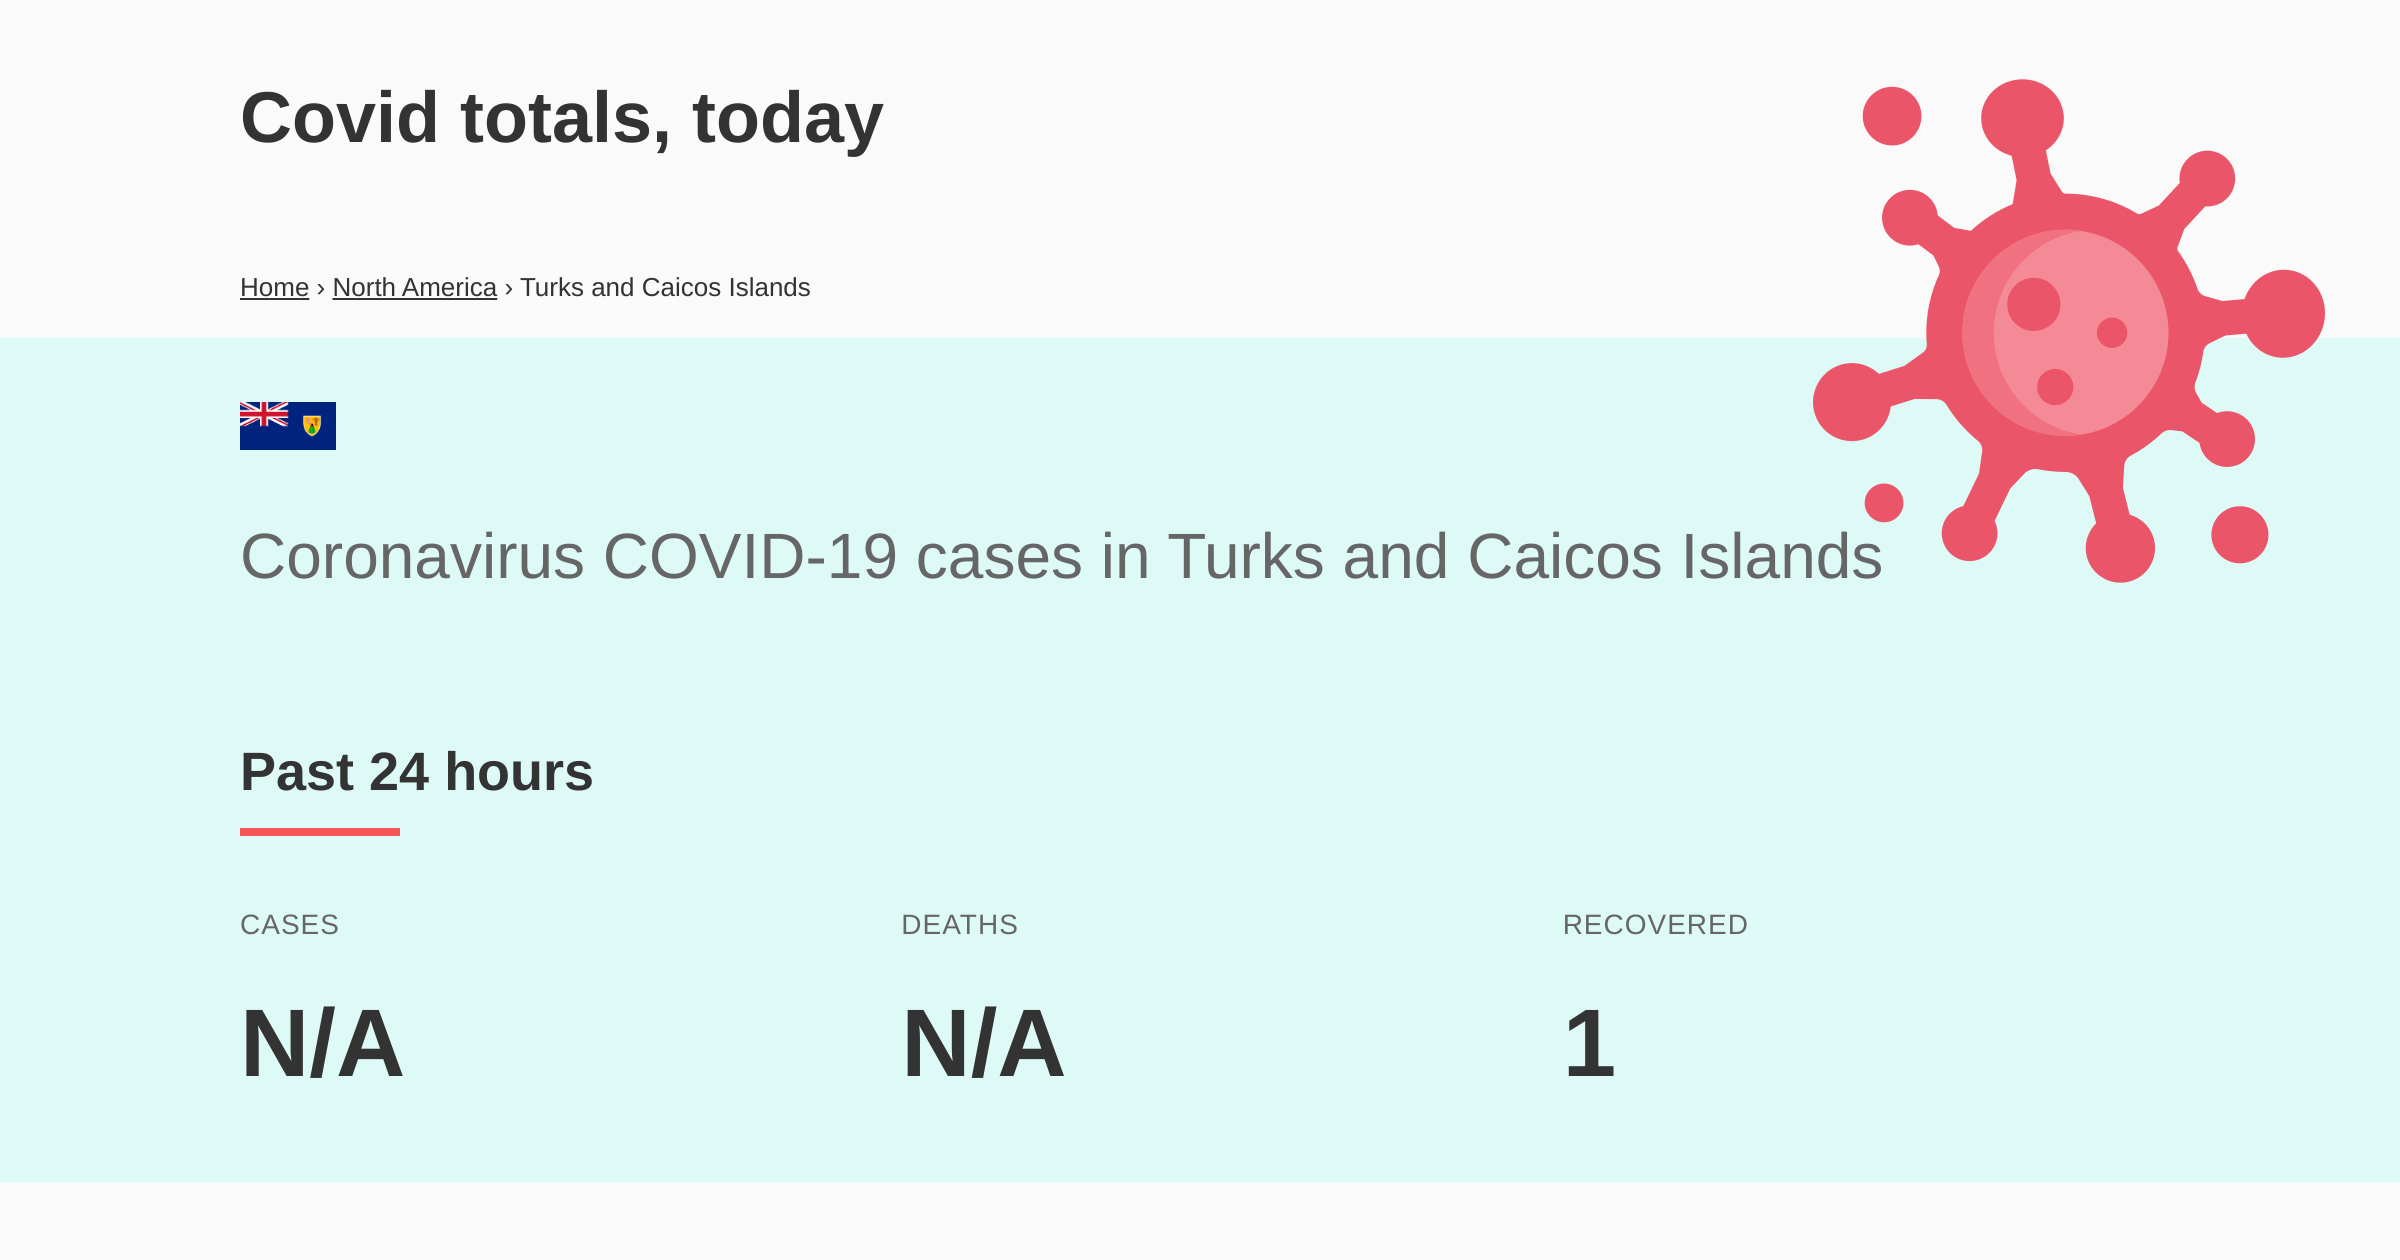 Covid totals, today
Home › North America › Turks and Caicos Islands
Coronavirus COVID-19 cases in Turks and Caicos Islands
Past 24 hours
CASES
DEATHS
RECOVERED
N/A
N/A
1